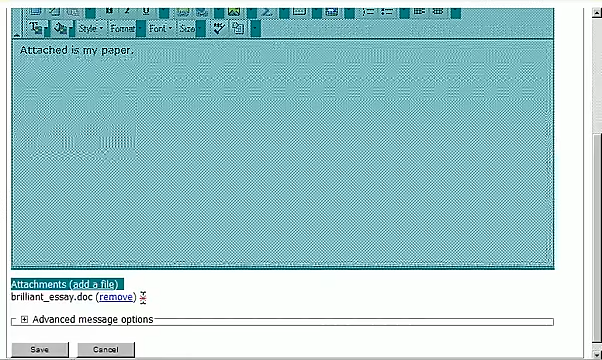 B I U
Style Format Font Size
Attached is my paper.
Attachments (add a file)
brilliant_essay.doc (remove)
Advanced message options
Save Cancel